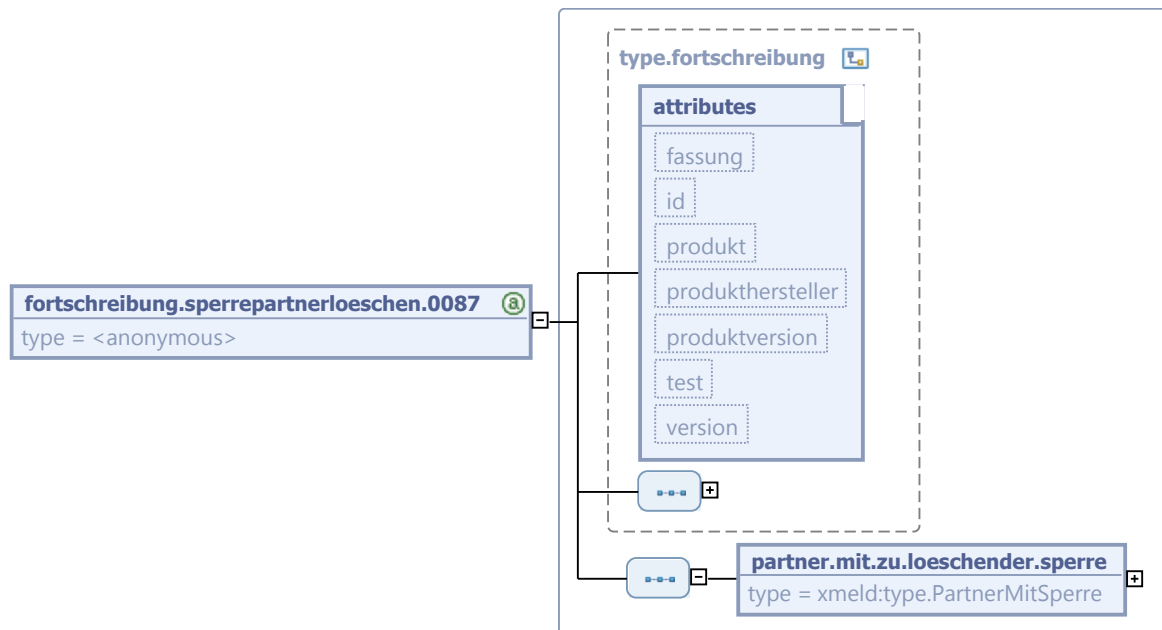 type.fortschreibung
attributes
fassung
id
produkt
produkthersteller
produktversion
test
version
fortschreibung.sperrepartnerloeschen.0087 @
type = <anonymous>
partner.mit.zu.loeschender.sperre
type = xmeld:type.PartnerMitSperre